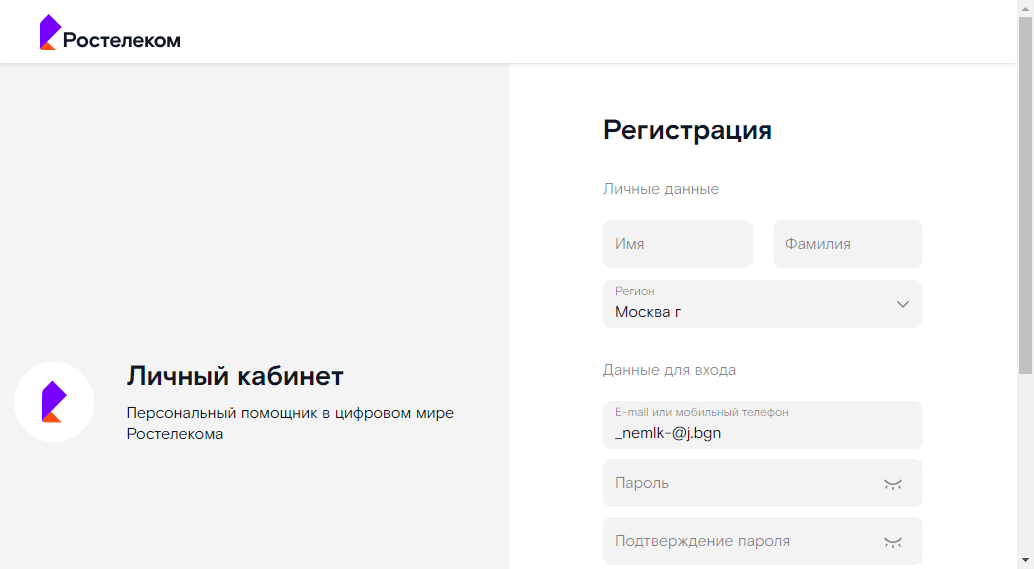 Ростелеком
Регистрация
Личные данные
Имя
Фамилия
Регион
Москва г
Личный кабинет
Персональный помощник в цифровом мире
Ростелекома
Данные для входа
E-mail или мобильный телефон
_nemlk-@j.bgn
Пароль
Подтверждение пароля